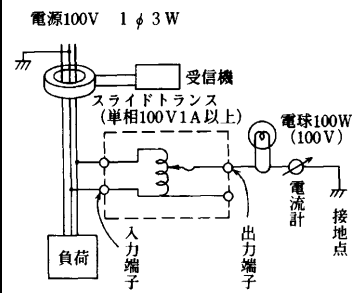 電源100V 1φ3W
受信機
スライドトランス
(単相100V1A以上)
電球100W
(100V)
電流計
接地点
負荷
入力端子
出力端子